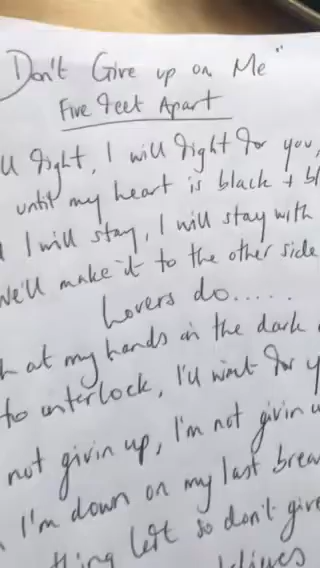 Don't Give up on Me"
Five Feet Apart
fight, I will fight for you,
until my heart is black +
I will stay, I will stay with
We'll make it to the other side
Lovers do.....
at my hands in the dark
to interlock, I'll wait for
not givin up, I'm not givin
I'm down on my last
left so don't give